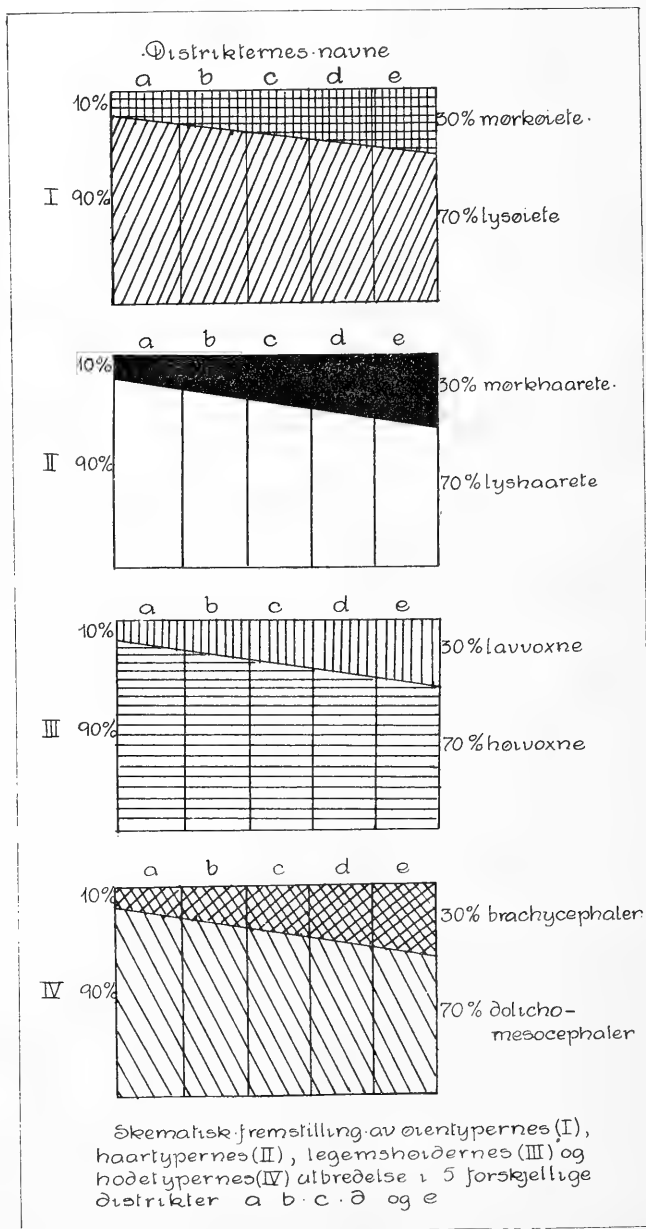 ·Distrikternes·navne
a b c d e
10% 30% mørkøiete·
I 90% 70% lysøiete
a b c d e
10% 30% mørkhaarete·
II 90% 70% lyshaarete
a b c d e
10% 30% lavvoxne
III 90% 70% høivoxne
a b c d e
10% 30% brachycephaler
IV 90% 70% dolicho-
mesocephaler
Skematisk·fremstilling·av øientypernes (I),
haartypernes (II), legemshøidernes (III) og
hodetypernes (IV) utbredelse i 5 forskjellige
distrikter a b·c·d og e